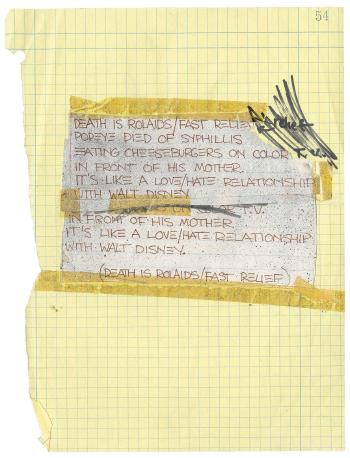 54
DEATH IS ROLAIDS/FAST RELIEF
POPEYE DIED OF SYPHILLIS
EATING CHEESEBURGERS ON COLOR
IN FRONT OF HIS MOTHER.
IT'S LIKE A LOVE/HATE RELATIONSHIP
WITH WALT DISNEY
T.V.
IN FRONT OF HIS MOTHER.
IT'S LIKE A LOVE/HATE RELATIONSHIP
WITH WALT DISNEY.
(DEATH IS ROLAIDS/FAST RELIEF)